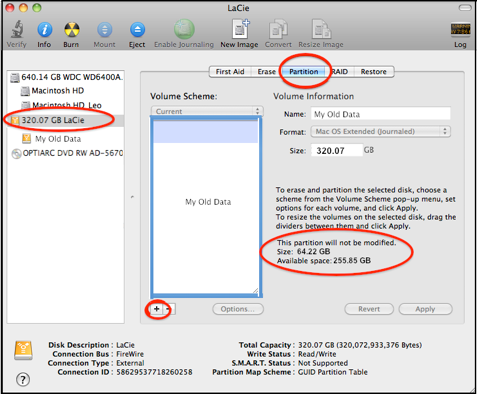 LaCie
Verify Info Burn Mount Eject Enable Journaling New Image Convert Resize Image Log
640.14 GB WDC WD6400A...
Macintosh HD
Macintosh HD_Leo
320.07 GB LaCie
My Old Data
OPTIARC DVD RW AD-5670
First Aid Erase Partition RAID Restore
Volume Scheme:
Current
My Old Data
+ -
Options...
Volume Information
Name: My Old Data
Format: Mac OS Extended (Journaled)
Size: 320.07 GB
To erase and partition the selected disk, choose a
scheme from the Volume Scheme pop-up menu, set
options for each volume, and click Apply.
To resize the volumes on the selected disk, drag the
dividers between them and click Apply.
This partition will not be modified.
Size: 64.22 GB
Available space: 255.85 GB
Revert Apply
Disk Description : LaCie
Connection Bus : FireWire
Connection Type : External
Connection ID : 58629537718260258
Total Capacity : 320.07 GB (320,072,933,376 Bytes)
Write Status : Read/Write
S.M.A.R.T. Status : Not Supported
Partition Map Scheme : GUID Partition Table
?